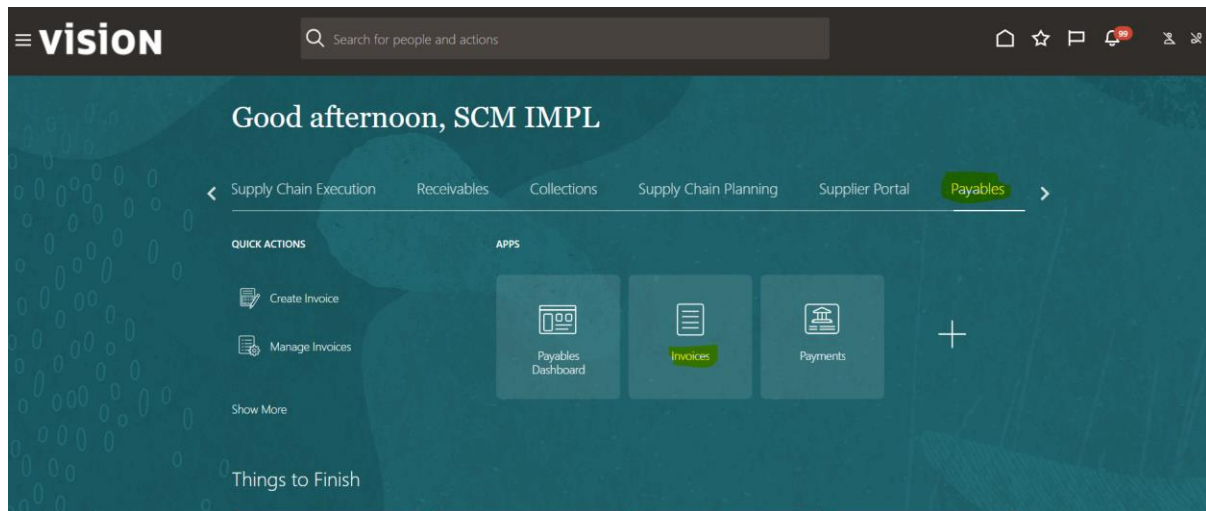 vision
Search for people and actions
99
Good afternoon, SCM IMPL
Supply Chain Execution Receivables Collections Supply Chain Planning Supplier Portal Payables
QUICK ACTIONS APPS
Create Invoice
Manage Invoices
Payables Dashboard
Invoices
Payments
Show More
Things to Finish